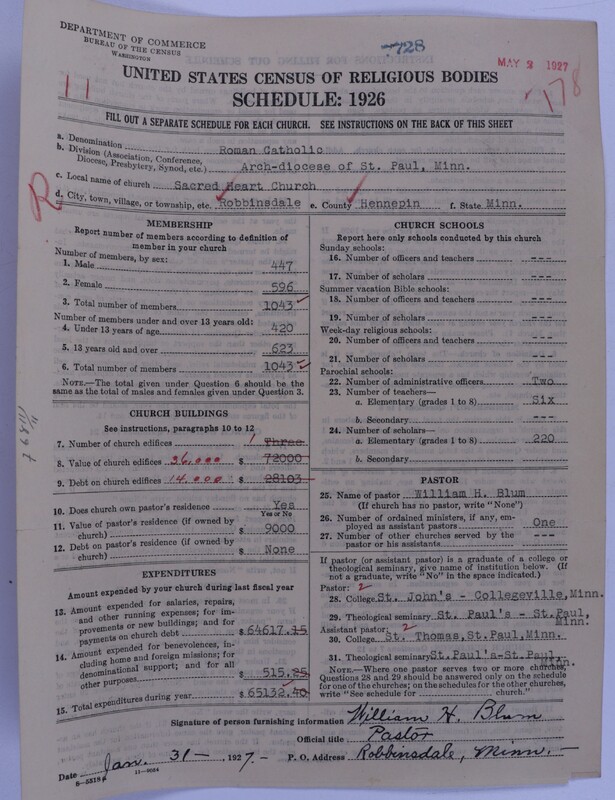 DEPARTMENT OF COMMERCE
BUREAU OF THE CENSUS
WASHINGTON
728
MAY 2 1927
178
11
UNITED STATES CENSUS OF RELIGIOUS BODIES
SCHEDULE: 1926
FILL OUT A SEPARATE SCHEDULE FOR EACH CHURCH. SEE INSTRUCTIONS ON THE BACK OF THIS SHEET
a. Denomination Roman Catholic
b. Division (Association, Conference, Diocese, Presbytery, Synod, etc.) Arch-diocese of St. Paul, Minn.
c. Local name of church Sacred Heart Church
R
d. City, town, village, or township, etc. Robbinsdale e. County Hennepin f. State Minn.
MEMBERSHIP
Report number of members according to definition of
member in your church
Number of members, by sex:
1. Male 447
2. Female 596
3. Total number of members 1043
Number of members under and over 13 years old:
4. Under 13 years of age 420
5. 13 years old and over 623
6. Total number of members 1043
NOTE.—The total given under Question 6 should be the
same as the total of males and females given under Question 3.
CHURCH BUILDINGS
See instructions, paragraphs 10 to 12
7. Number of church edifices 1 Three
8. Value of church edifices 36,000 $ 72000
9. Debt on church edifices 14,000 $ 28103
10. Does church own pastor's residence Yes
Yes or No
11. Value of pastor's residence (if owned by
church) $ 9000
12. Debt on pastor's residence (if owned by
church) $ None
EXPENDITURES
Amount expended by your church during last fiscal year
13. Amount expended for salaries, repairs,
and other running expenses; for im-
provements or new buildings; and for
payments on church debt $ 64617.15
14. Amount expended for benevolences, in-
cluding home and foreign missions; for
denominational support; and for all
other purposes $ 515.25
15. Total expenditures during year $ 65132.40
CHURCH SCHOOLS
Report here only schools conducted by this church
Sunday schools:
16. Number of officers and teachers ---
17. Number of scholars ---
Summer vacation Bible schools:
18. Number of officers and teachers ---
19. Number of scholars ---
Week-day religious schools:
20. Number of officers and teachers ---
21. Number of scholars ---
Parochial schools:
22. Number of administrative officers Two
23. Number of teachers—
a. Elementary (grades 1 to 8) Six
b. Secondary ---
24. Number of scholars—
a. Elementary (grades 1 to 8) 220
b. Secondary
PASTOR
25. Name of pastor William H. Blum
(If church has no pastor, write "None")
26. Number of ordained ministers, if any, em-
ployed as assistant pastors One
27. Number of other churches served by the
pastor or his assistants
If pastor (or assistant pastor) is a graduate of a college or
theological seminary, give name of institution below. (If
not a graduate, write "No" in the space indicated.)
Pastor: 2
28. College St. John's - Collegeville, Minn.
29. Theological seminary St. Paul's - St.Paul, Minn.
Assistant pastor: 2
30. College St. Thomas, St.Paul, Minn.
31. Theological seminary St.Paul's-St.Paul,
NOTE.—Where one pastor serves two or more churches,
Questions 28 and 29 should be answered only on the schedule
for one of the churches; on the schedules for the other churches,
write "See schedule for church."
Signature of person furnishing information William H. Blum
Official title Pastor
Date Jan. 31 —, 1927.- P. O. Address Robbinsdale, Minn. —
11—9064